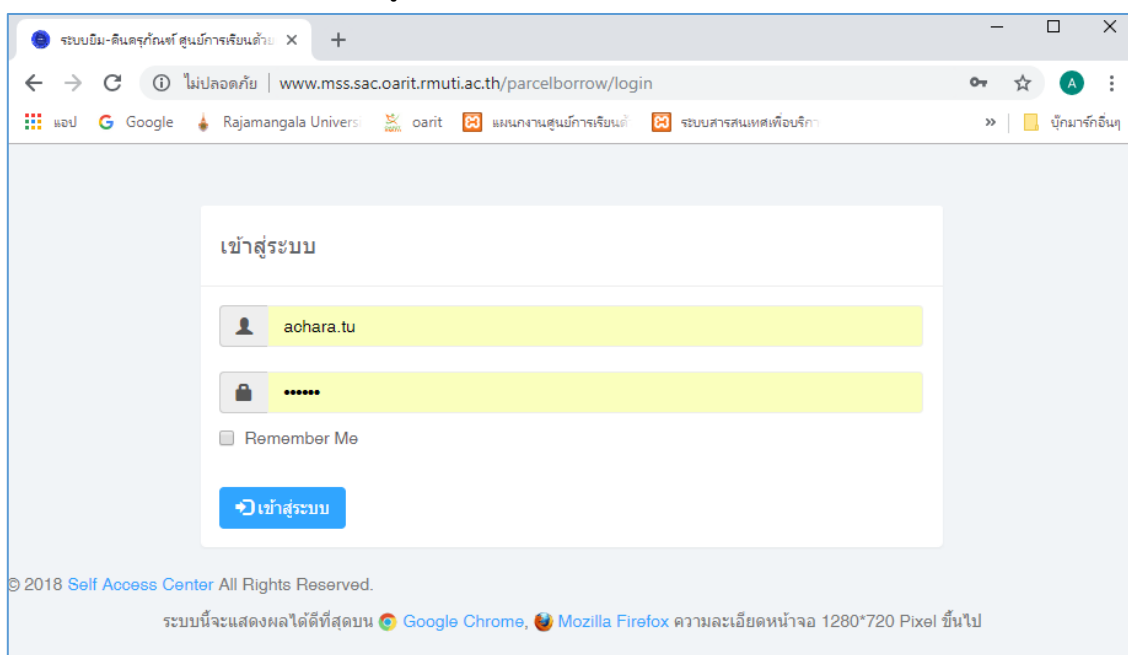 ระบบยืม-คืนครุภัณฑ์ ศูนย์การเรียนด้วย
ไม่ปลอดภัย | www.mss.sac.oarit.rmuti.ac.th/parcelborrow/login
A
แอป Google Rajamangala Univers oarit แผนงานศูนย์การเรียนด้ ระบบสารสนเทศเพื่อบริกา » บุ๊กมาร์กอื่นๆ
เข้าสู่ระบบ
achara.tu
••••••
Remember Me
เข้าสู่ระบบ
© 2018 Self Access Center All Rights Reserved.
ระบบนี้จะแสดงผลได้ดีที่สุดบน Google Chrome, Mozilla Firefox ความละเอียดหน้าจอ 1280*720 Pixel ขึ้นไป